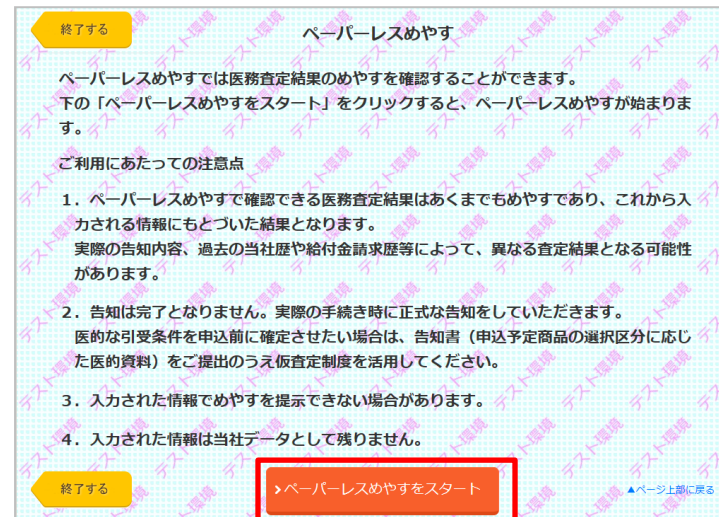 終了する
ペーパーレスめやす
ペーパーレスめやすでは医務査定結果のめやすを確認することができます。
下の「ペーパーレスめやすをスタート」をクリックすると、ペーパーレスめやすが始まりま
す。
ご利用にあたっての注意点
1．ペーパーレスめやすで確認できる医務査定結果はあくまでもめやすであり、これから入
力される情報にもとづいた結果となります。
実際の告知内容、過去の当社歴や給付金請求歴等によって、異なる査定結果となる可能性
があります。
2．告知は完了となりません。実際の手続き時に正式な告知をしていただきます。
医的な引受条件を申込前に確定させたい場合は、告知書（申込予定商品の選択区分に応じ
た医的資料）をご提出のうえ仮査定制度を活用してください。
3．入力された情報でめやすを提示できない場合があります。
4．入力された情報は当社データとして残りません。
終了する
›ペーパーレスめやすをスタート
▲ページ上部に戻る
テスト環境